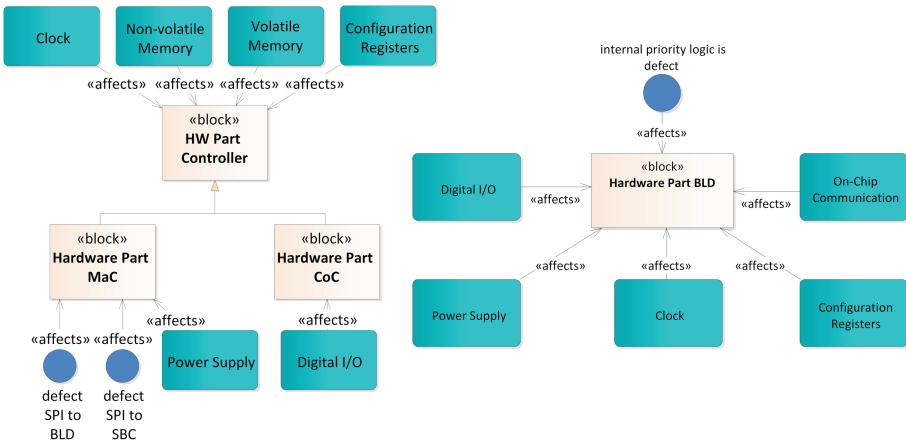 Clock
Non-volatile
Memory
Volatile
Memory
Configuration
Registers
«affects» «affects» «affects» «affects»
«block»
HW Part
Controller
«block»
Hardware Part
MaC
«block»
Hardware Part
CoC
«affects»
«affects» «affects»
«affects»
Power Supply
Digital I/O
defect
SPI to
BLD
defect
SPI to
SBC
internal priority logic is
defect
«affects»
«block»
Hardware Part BLD
Digital I/O
«affects»
On-Chip
Communication
«affects»
«affects»
«affects»
«affects»
Power Supply
Clock
Configuration
Registers